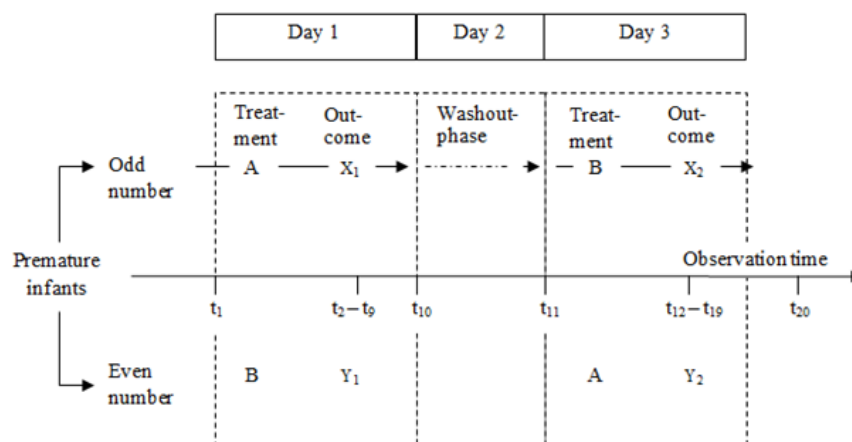 Day 1 Day 2 Day 3
Treat-
ment
Out-
come
Washout-
phase
Treat-
ment
Out-
come
Odd
number
A X₁ B X₂
Premature
infants
Observation time
t₁ t₂–t₉ t₁₀ t₁₁ t₁₂–t₁₉ t₂₀
Even
number
B Y₁ A Y₂